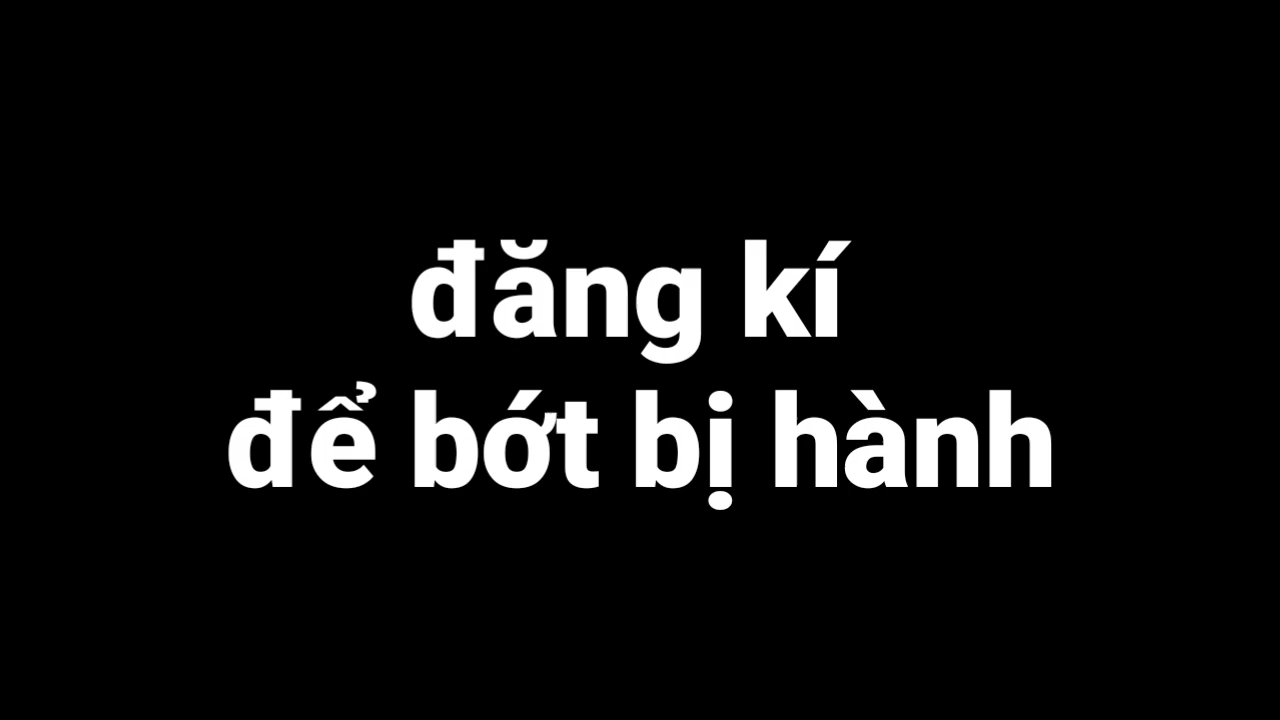 đăng kí
để bớt bị hành